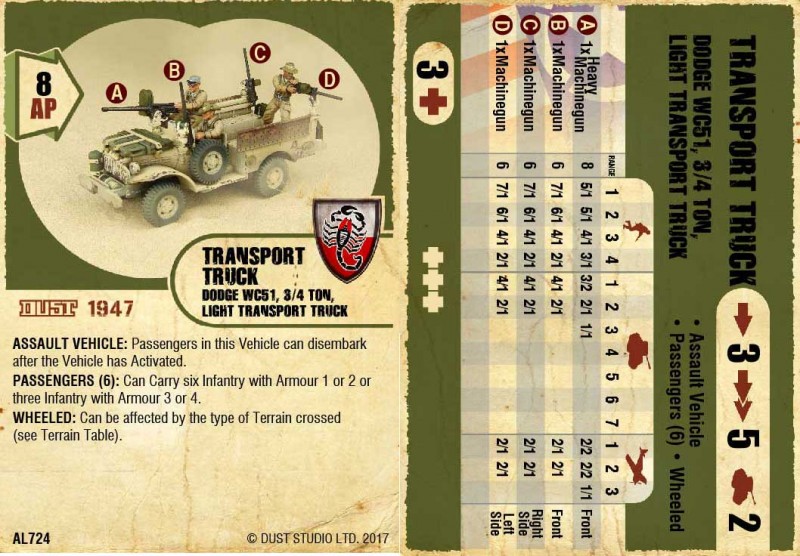 8
AP
A
B
C
D
TRANSPORT
TRUCK
DODGE WC51, 3/4 TON,
LIGHT TRANSPORT TRUCK
DUST 1947
ASSAULT VEHICLE: Passengers in this Vehicle can disembark
after the Vehicle has Activated.
PASSENGERS (6): Can Carry six Infantry with Armour 1 or 2 or
three Infantry with Armour 3 or 4.
WHEELED: Can be affected by the type of Terrain crossed
(see Terrain Table).
AL724
© DUST STUDIO LTD. 2017
TRANSPORT TRUCK 3 5 2
DODGE WC51, 3/4 TON,
LIGHT TRANSPORT TRUCK
• Assault Vehicle
• Passengers (6) • Wheeled
RANGE 1 2 3 4 1 2 3 4 5 6 7 1 2 3
A 1x Heavy Machinegun 8 5/1 5/1 4/1 3/1 3/2 2/1 1/1 2/2 2/2 1/1 Front
B 1xMachinegun 6 7/1 6/1 4/1 2/1 4/1 2/1 2/1 2/1 Front
C 1xMachinegun 6 7/1 6/1 4/1 2/1 4/1 2/1 2/1 2/1 Right Side
D 1xMachinegun 6 7/1 6/1 4/1 2/1 4/1 2/1 2/1 2/1 Left Side
3